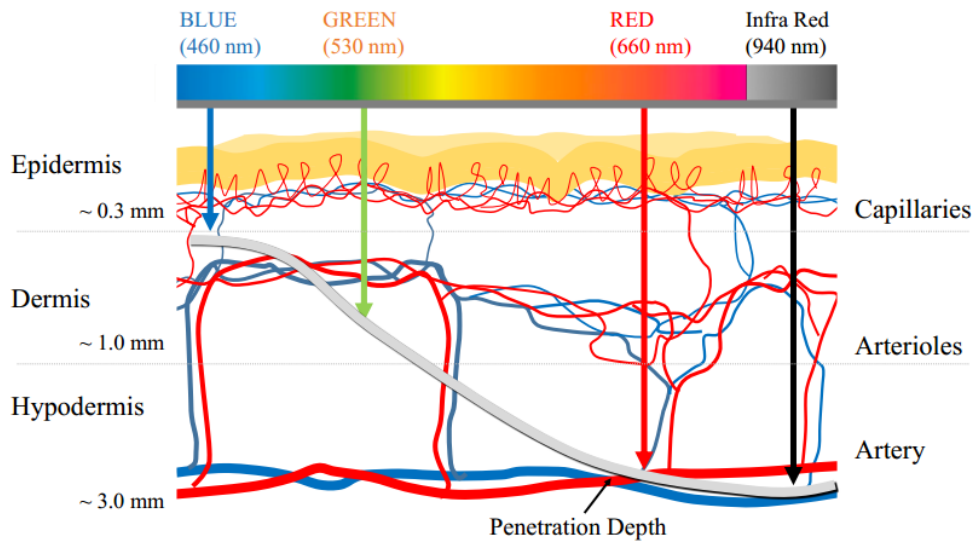 BLUE
(460 nm)
GREEN
(530 nm)
RED
(660 nm)
Infra Red
(940 nm)
Epidermis
~ 0.3 mm
Capillaries
Dermis
~ 1.0 mm
Arterioles
Hypodermis
Artery
~ 3.0 mm
Penetration Depth